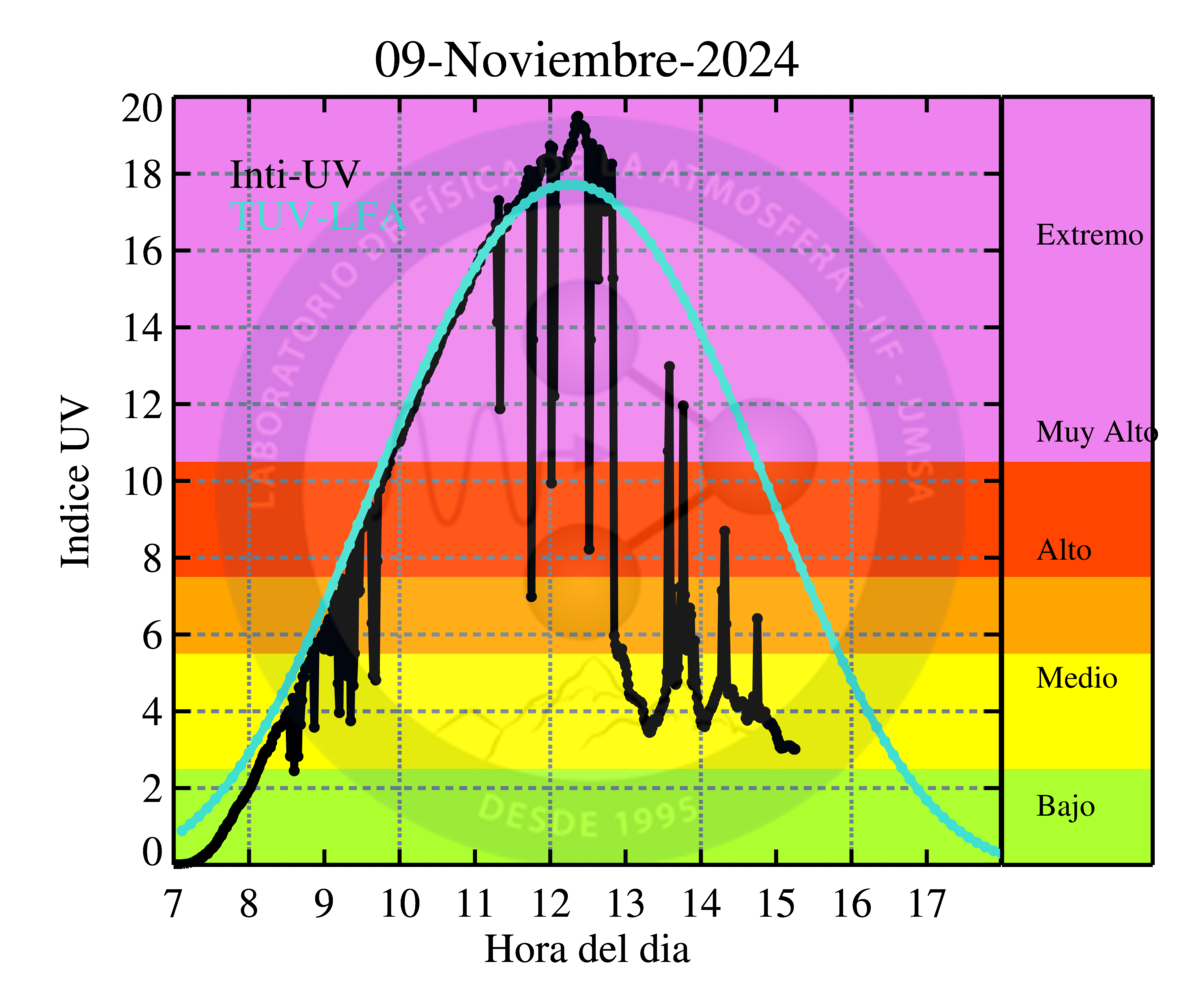 09-Noviembre-2024
20
18
16
14
12
10
8
6
4
2
0
Indice UV
Inti-UV
TUV-LFA
LABORATORIO DE FÍSICA DE LA ATMÓSFERA - IIF - UMSA
DESDE 1995
Extremo
Muy Alto
Alto
Medio
Bajo
7 8 9 10 11 12 13 14 15 16 17
Hora del dia